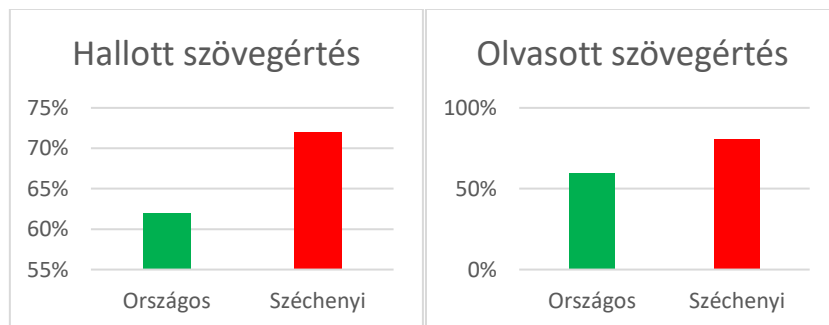 Hallott szövegértés
75%
70%
65%
60%
55%
Országos
Széchenyi
Olvasott szövegértés
100%
50%
0%
Országos
Széchenyi